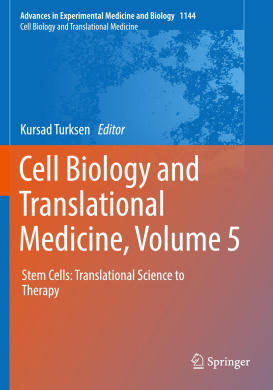 Advances in Experimental Medicine and Biology 1144
Cell Biology and Translational Medicine
Kursad Turksen Editor
Cell Biology and
Translational
Medicine, Volume 5
Stem Cells: Translational Science to
Therapy
Springer